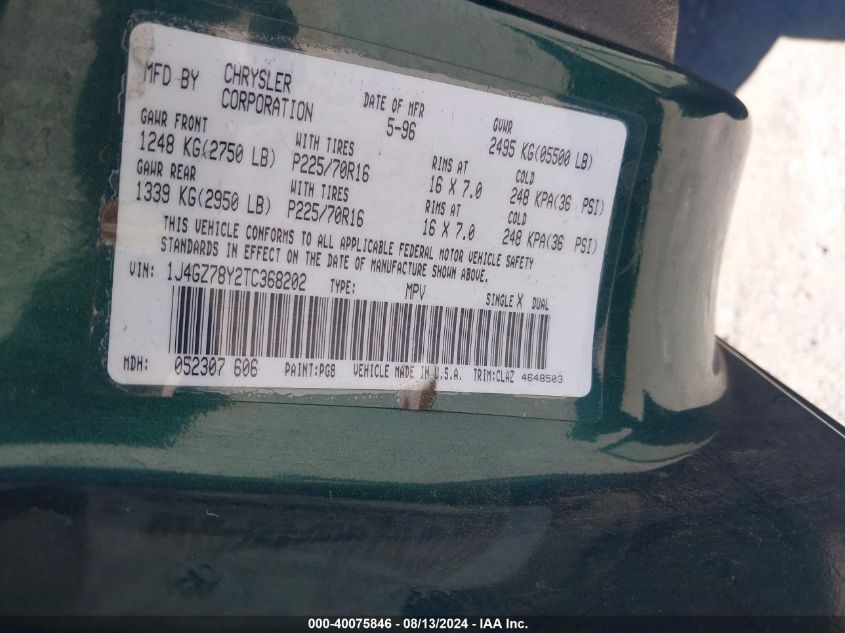 MFD BY CHRYSLER CORPORATION DATE OF MFR 5-96 GVWR 2495 KG(05500 LB)
GAWR FRONT WITH TIRES RIMS AT COLD
1248 KG(2750 LB) P225/70R16 16 X 7.0 248 KPA(36 PSI)
GAWR REAR WITH TIRES RIMS AT COLD
1339 KG(2950 LB) P225/70R16 16 X 7.0 248 KPA(36 PSI)
THIS VEHICLE CONFORMS TO ALL APPLICABLE FEDERAL MOTOR VEHICLE SAFETY
STANDARDS IN EFFECT ON THE DATE OF MANUFACTURE SHOWN ABOVE.
VIN: 1J4GZ78Y2TC368202 TYPE: MPV SINGLE X DUAL
MDH: 052307 606 PAINT:PG8 VEHICLE MADE IN U.S.A. TRIM:CLAZ 4648503
000-40075846 - 08/13/2024 - IAA Inc.